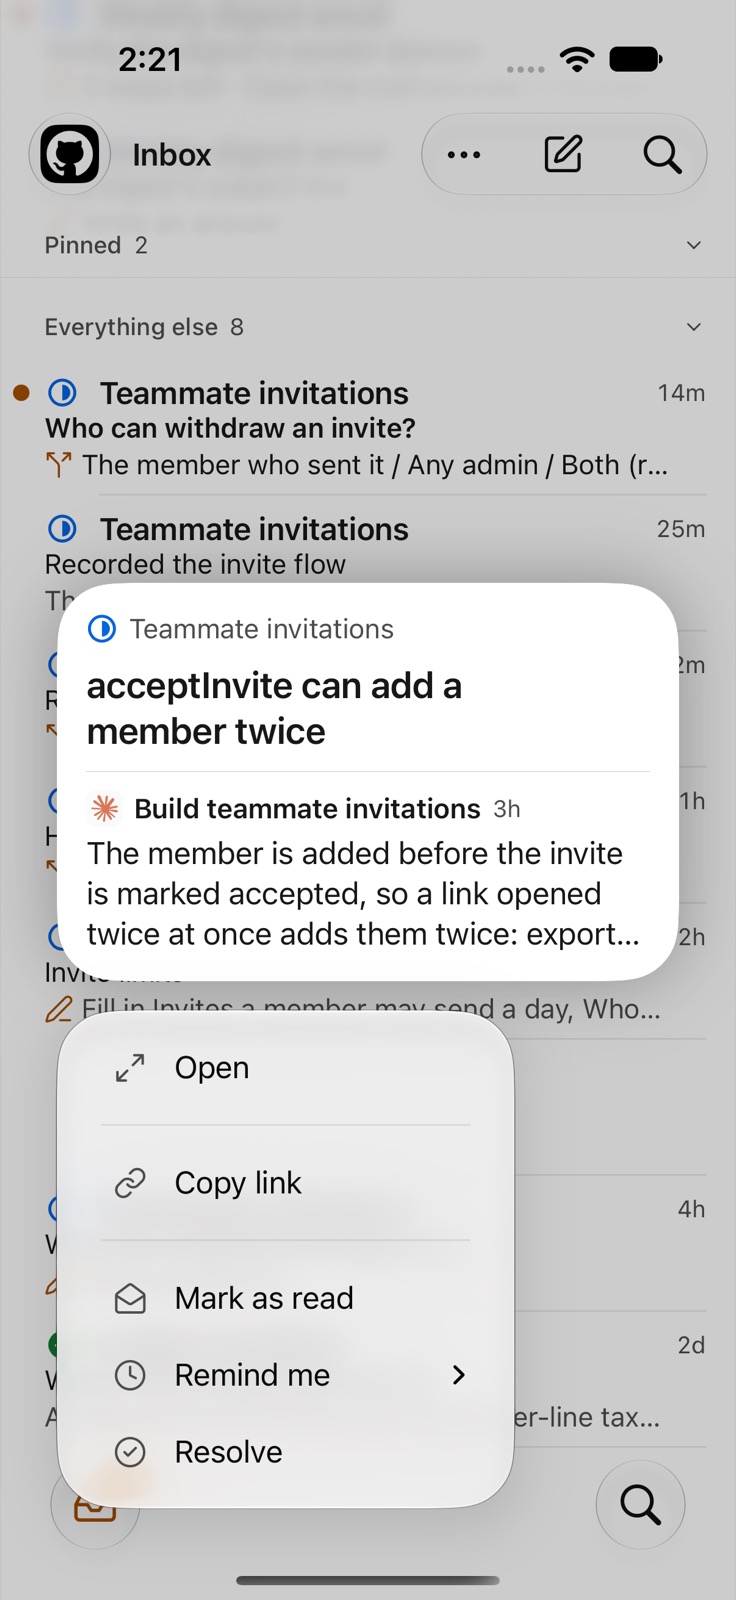 2:21
Inbox
Pinned 2
Everything else 8
Teammate invitations 14m
Who can withdraw an invite?
The member who sent it / Any admin / Both (r...
Teammate invitations 25m
Recorded the invite flow
Teammate invitations
acceptInvite can add a
member twice
Build teammate invitations 3h
The member is added before the invite
is marked accepted, so a link opened
twice at once adds them twice: export...
1h
2h
Fill in Invites a member may send a day, Who...
Open
Copy link
4h
Mark as read
2d
Remind me
er-line tax...
Resolve